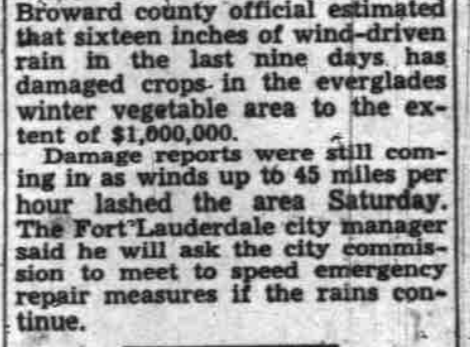 Broward county official estimated
that sixteen inches of wind-driven
rain in the last nine days has
damaged crops in the everglades
winter vegetable area to the ex-
tent of $1,000,000.
Damage reports were still com-
ing in as winds up to 45 miles per
hour lashed the area Saturday.
The Fort Lauderdale city manager
said he will ask the city commis-
sion to meet to speed emergency
repair measures if the rains con-
tinue.